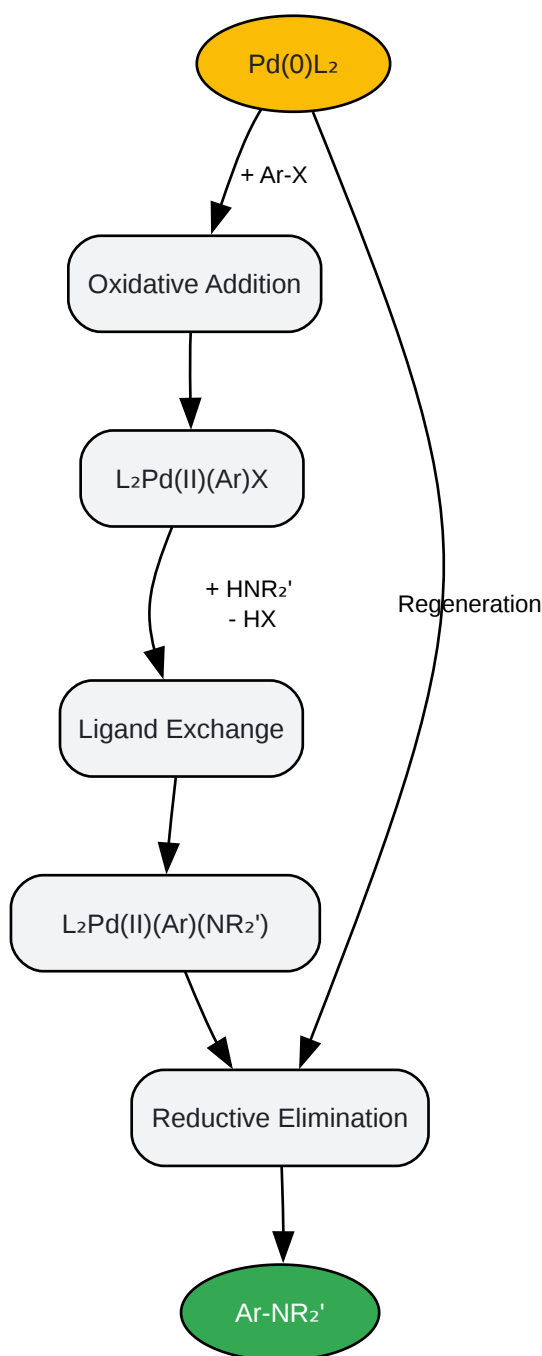 Pd(0)L₂
+ Ar-X
Oxidative Addition
L₂Pd(II)(Ar)X
+ HNR₂'
- HX
Regeneration
Ligand Exchange
L₂Pd(II)(Ar)(NR₂')
Reductive Elimination
Ar-NR₂'